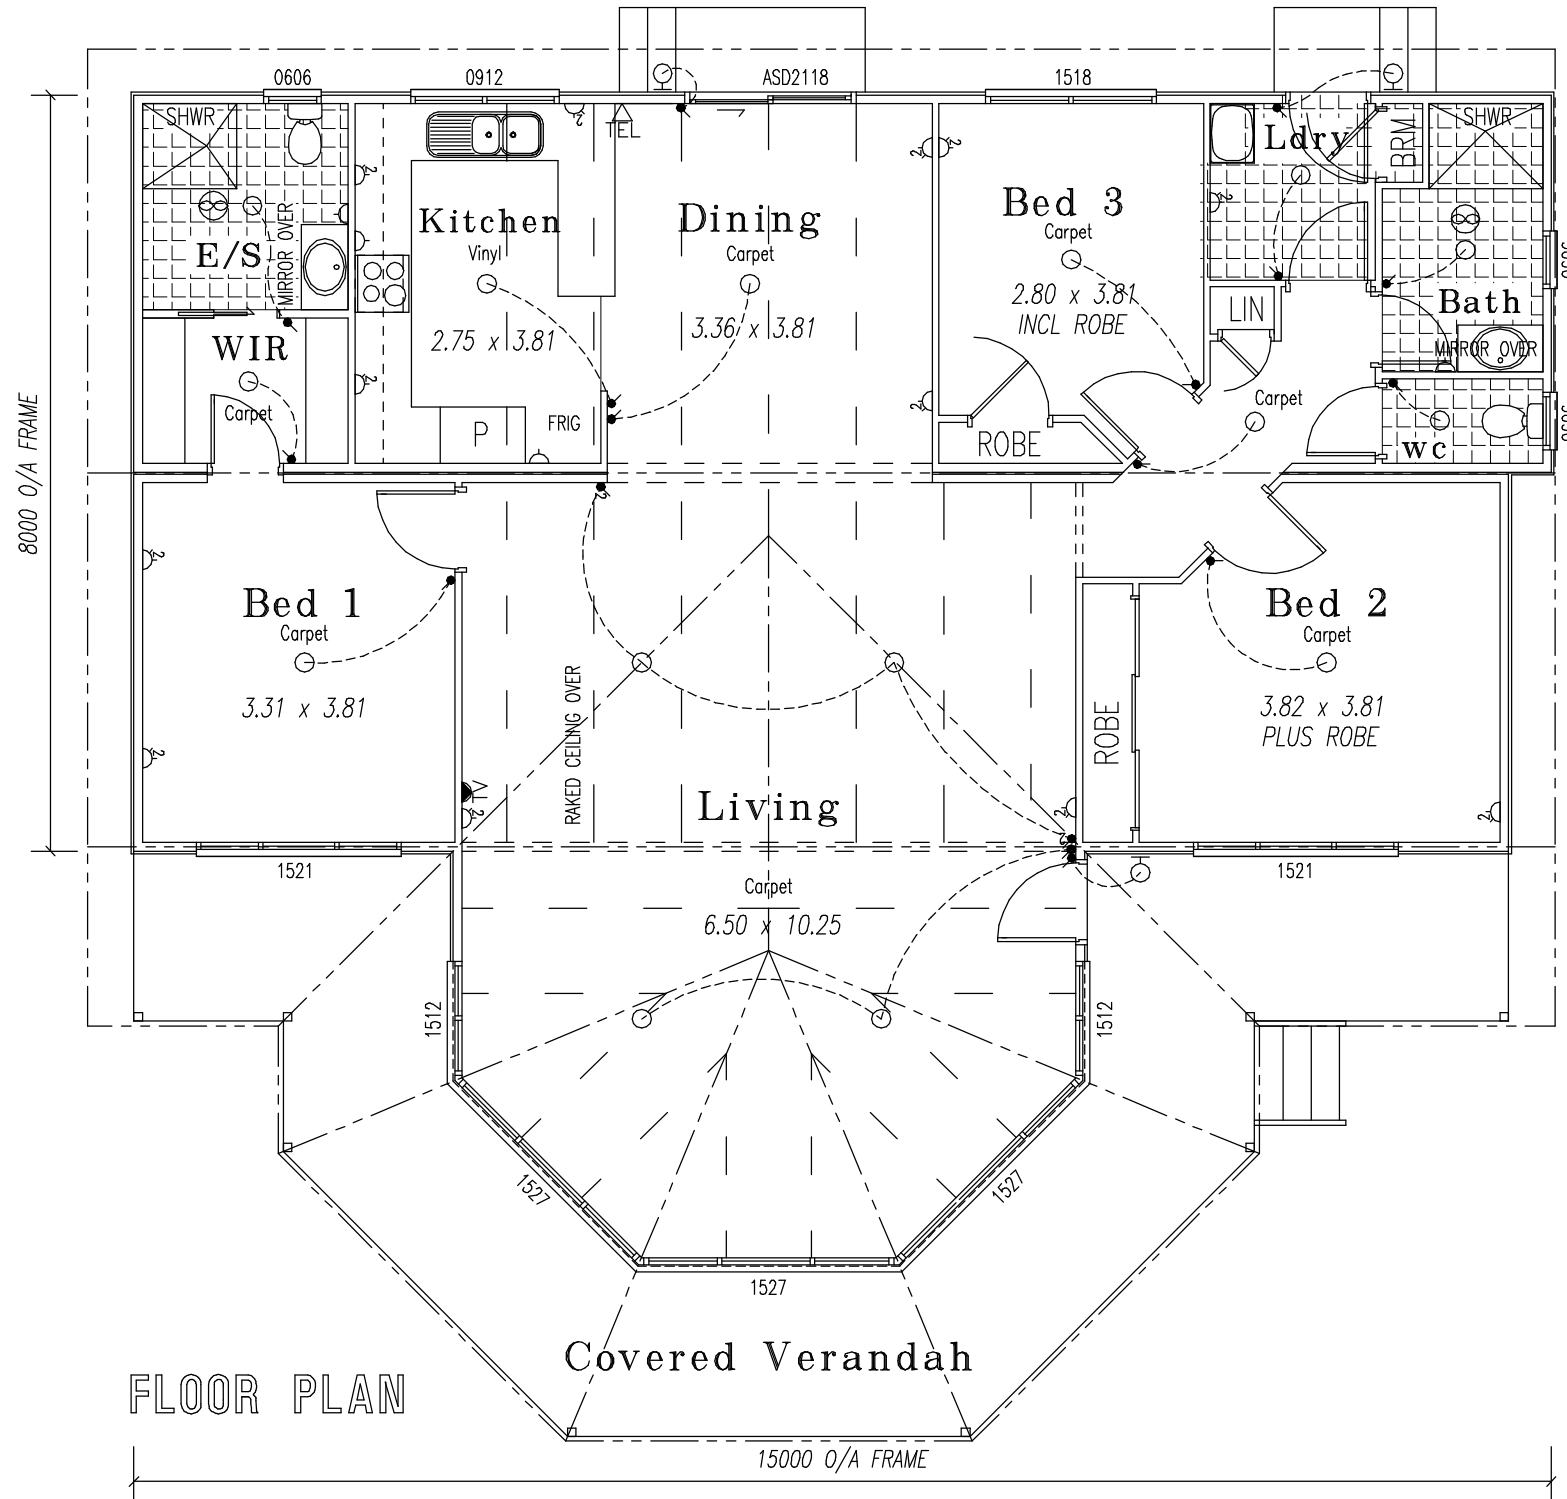 0606
0912
ASD2118
1518
SHWR
TEL
Ldry
BRM
SHWR
Kitchen
Vinyl
2.75 x 3.81
Dining
Carpet
3.36 x 3.81
Bed 3
Carpet
2.80 x 3.81
INCL ROBE
E/S
MIRROR OVER
LIN
Bath
MIRROR OVER
WIR
Carpet
P
FRIG
ROBE
Carpet
wc
8000 O/A FRAME
Bed 1
Carpet
3.31 x 3.81
RAKED CEILING OVER
TV
Living
Carpet
6.50 x 10.25
ROBE
Bed 2
Carpet
3.82 x 3.81
PLUS ROBE
1521
1521
1512
1512
1527
1527
1527
Covered Verandah
FLOOR PLAN
15000 O/A FRAME